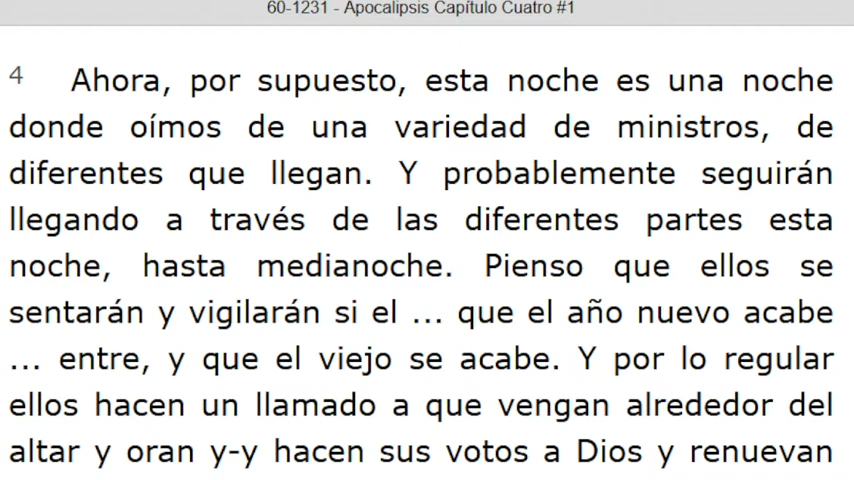 60-1231 - Apocalipsis Capítulo Cuatro #1
4 Ahora, por supuesto, esta noche es una noche
donde oímos de una variedad de ministros, de
diferentes que llegan. Y probablemente seguirán
llegando a través de las diferentes partes esta
noche, hasta medianoche. Pienso que ellos se
sentarán y vigilarán si el ... que el año nuevo acabe
... entre, y que el viejo se acabe. Y por lo regular
ellos hacen un llamado a que vengan alrededor del
altar y oran y-y hacen sus votos a Dios y renuevan